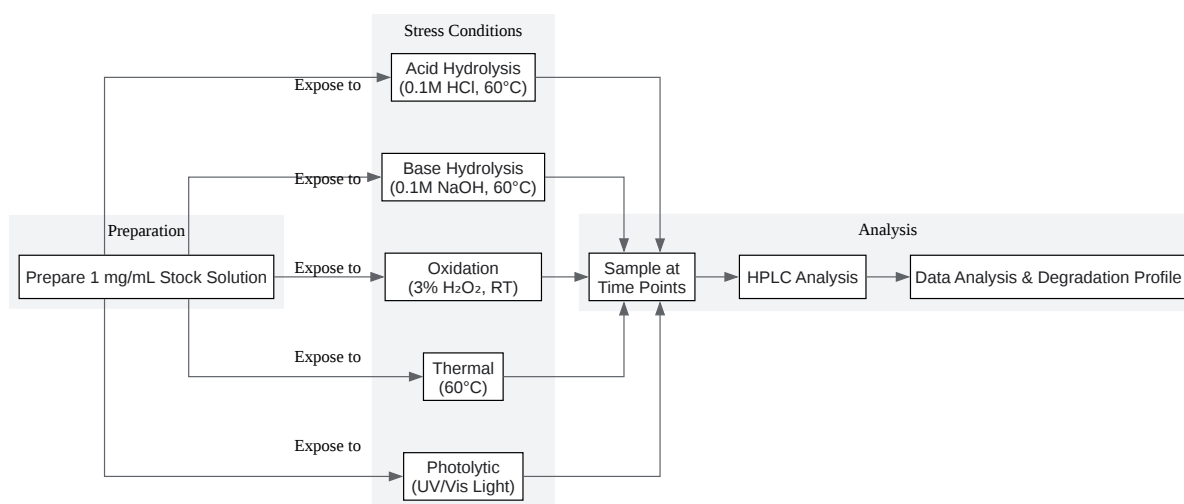 Stress Conditions
Acid Hydrolysis
(0.1M HCl, 60°C)
Expose to
Base Hydrolysis
(0.1M NaOH, 60°C)
Expose to
Preparation
Prepare 1 mg/mL Stock Solution
Expose to
Oxidation
(3% H₂O₂, RT)
Analysis
Sample at
Time Points
HPLC Analysis
Data Analysis & Degradation Profile
Expose to
Thermal
(60°C)
Expose to
Photolytic
(UV/Vis Light)